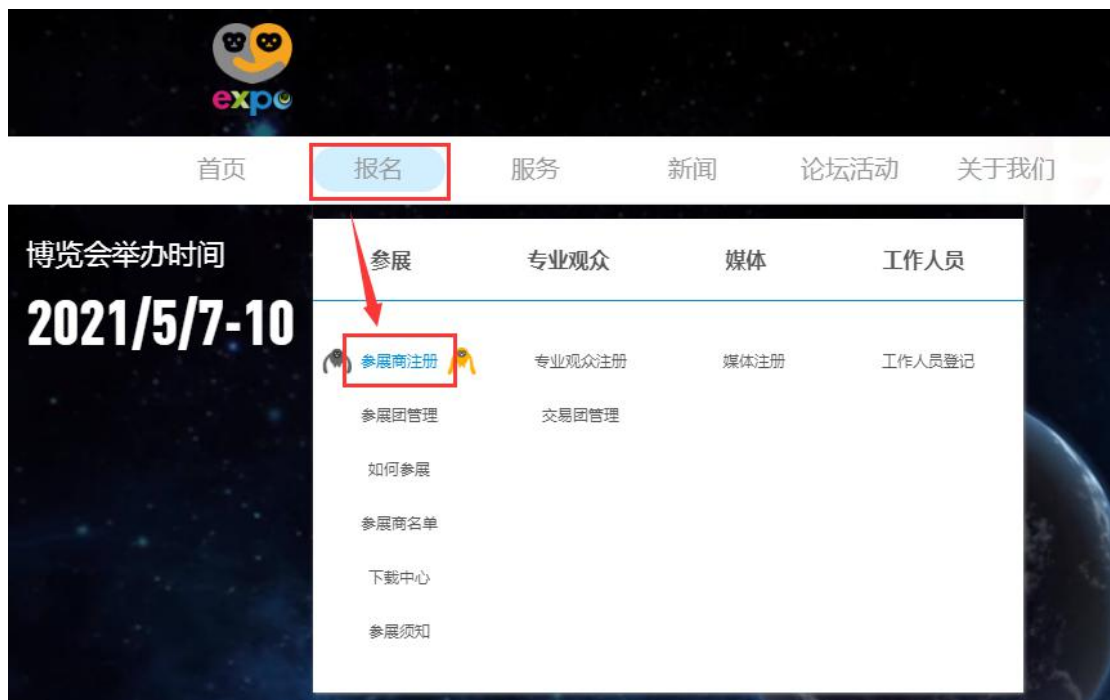 expo
首页 报名 服务 新闻 论坛活动 关于我们
博览会举办时间
2021/5/7-10
参展 专业观众 媒体 工作人员
参展商注册 专业观众注册 媒体注册 工作人员登记
参展团管理 交易团管理
如何参展
参展商名单
下载中心
参展须知